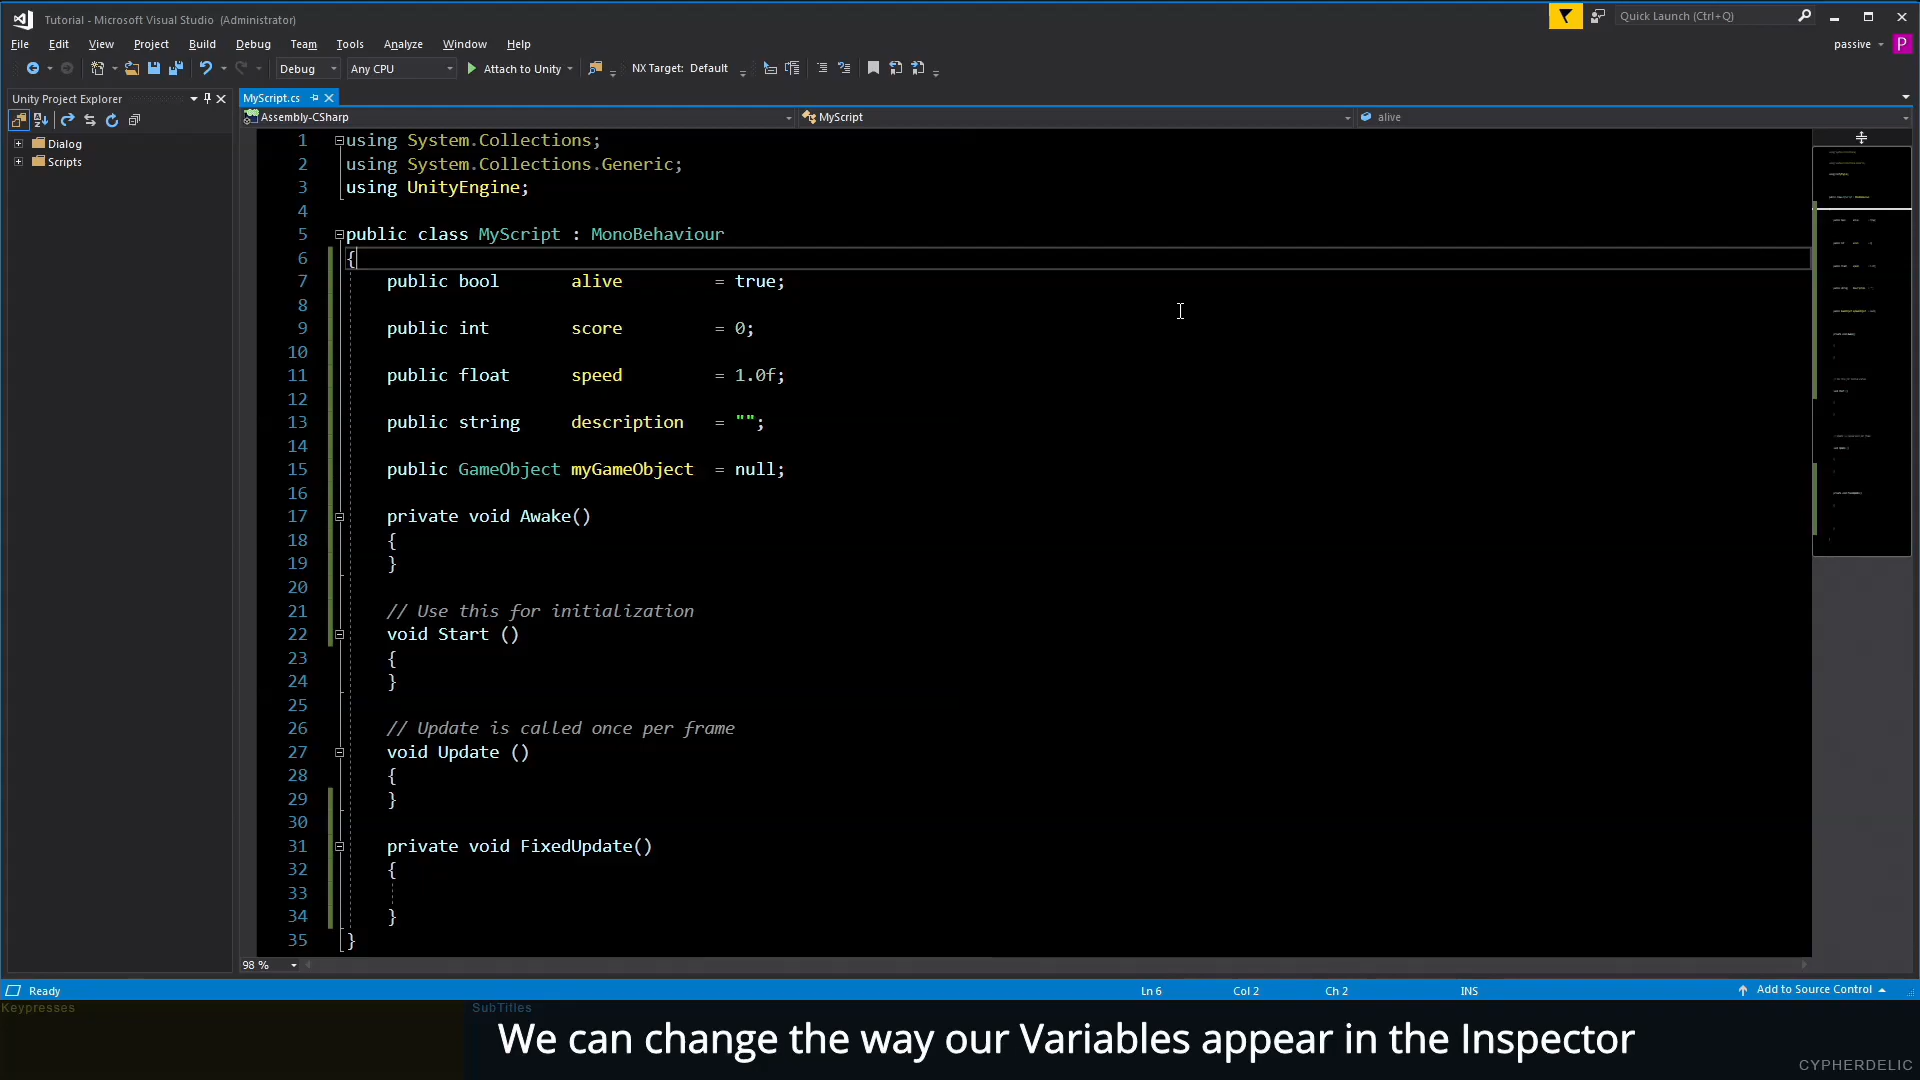 Tutorial - Microsoft Visual Studio (Administrator)
Quick Launch (Ctrl+Q)
File Edit View Project Build Debug Team Tools Analyze Window Help
passive P
Debug Any CPU Attach to Unity NX Target: Default
Unity Project Explorer
MyScript.cs
Assembly-CSharp MyScript alive
Dialog
Scripts
1 using System.Collections;
2 using System.Collections.Generic;
3 using UnityEngine;
4
5 public class MyScript : MonoBehaviour
6 {
7 public bool alive = true;
8
9 public int score = 0;
10
11 public float speed = 1.0f;
12
13 public string description = "";
14
15 public GameObject myGameObject = null;
16
17 private void Awake()
18 {
19 }
20
21 // Use this for initialization
22 void Start ()
23 {
24 }
25
26 // Update is called once per frame
27 void Update ()
28 {
29 }
30
31 private void FixedUpdate()
32 {
33
34 }
35 }
98 %
Ready Ln 6 Col 2 Ch 2 INS Add to Source Control
Keypresses SubTitles
We can change the way our Variables appear in the Inspector
CYPHERDELIC